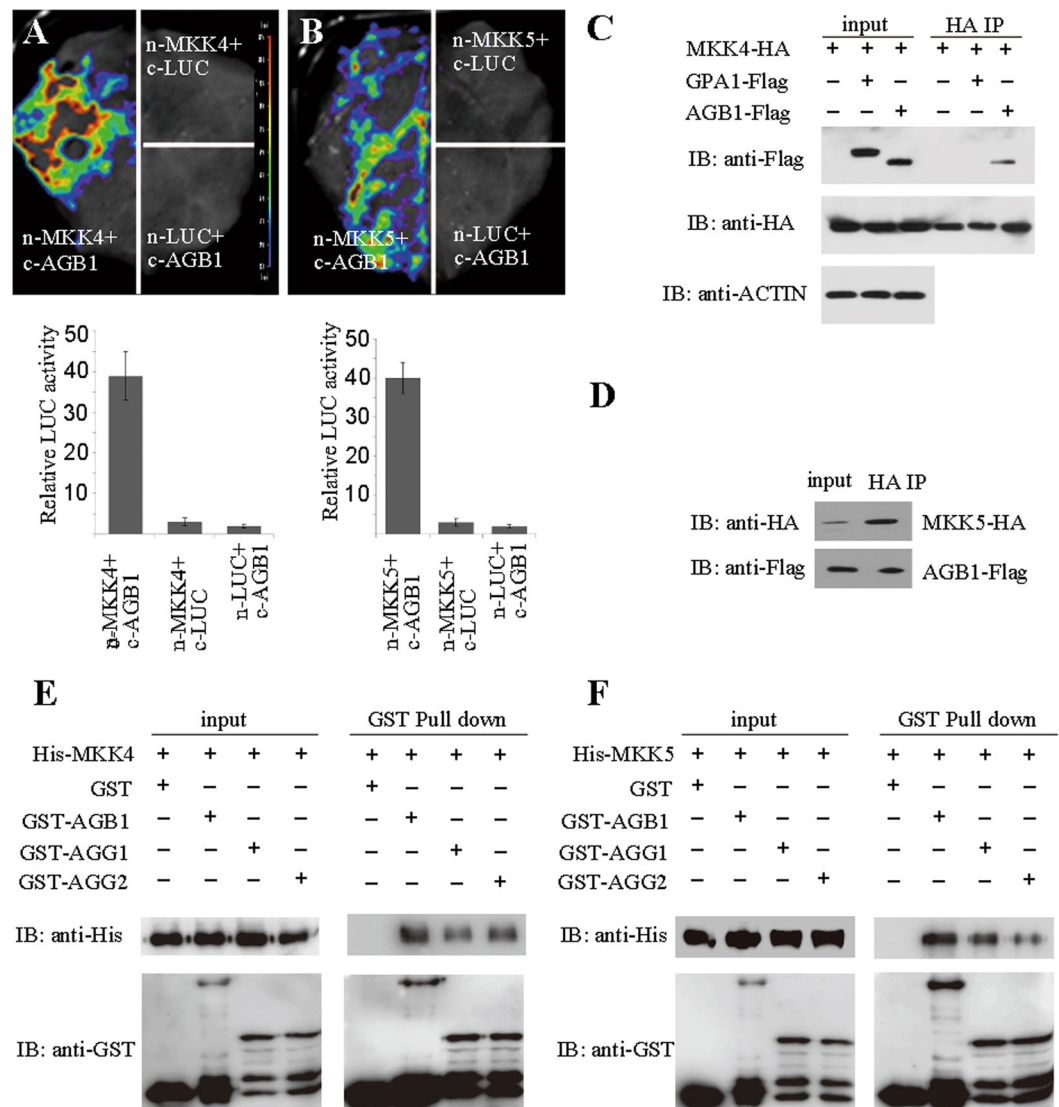 A
n-MKK4+
c-LUC
n-MKK4+
c-AGB1
n-LUC+
c-AGB1
B
n-MKK5+
c-LUC
n-MKK5+
c-AGB1
n-LUC+
c-AGB1
Relative LUC activity
50
40
30
20
10
n-MKK4+
c-AGB1
n-MKK4+
c-LUC
n-LUC+
c-AGB1
Relative LUC activity
50
40
30
20
10
n-MKK5+
c-AGB1
n-MKK5+
c-LUC
n-LUC+
c-AGB1
C
input HA IP
MKK4-HA + + + + + +
GPA1-Flag – + – – + –
AGB1-Flag – – + – – +
IB: anti-Flag
IB: anti-HA
IB: anti-ACTIN
D
input HA IP
IB: anti-HA MKK5-HA
IB: anti-Flag AGB1-Flag
E
input GST Pull down
His-MKK4 + + + + + + + +
GST + – – – + – – –
GST-AGB1 – + – – – + – –
GST-AGG1 – – + – – – + –
GST-AGG2 – – – + – – – +
IB: anti-His
IB: anti-GST
F
input GST Pull down
His-MKK5 + + + + + + + +
GST + – – – + – – –
GST-AGB1 – + – – – + – –
GST-AGG1 – – + – – – + –
GST-AGG2 – – – + – – – +
IB: anti-His
IB: anti-GST